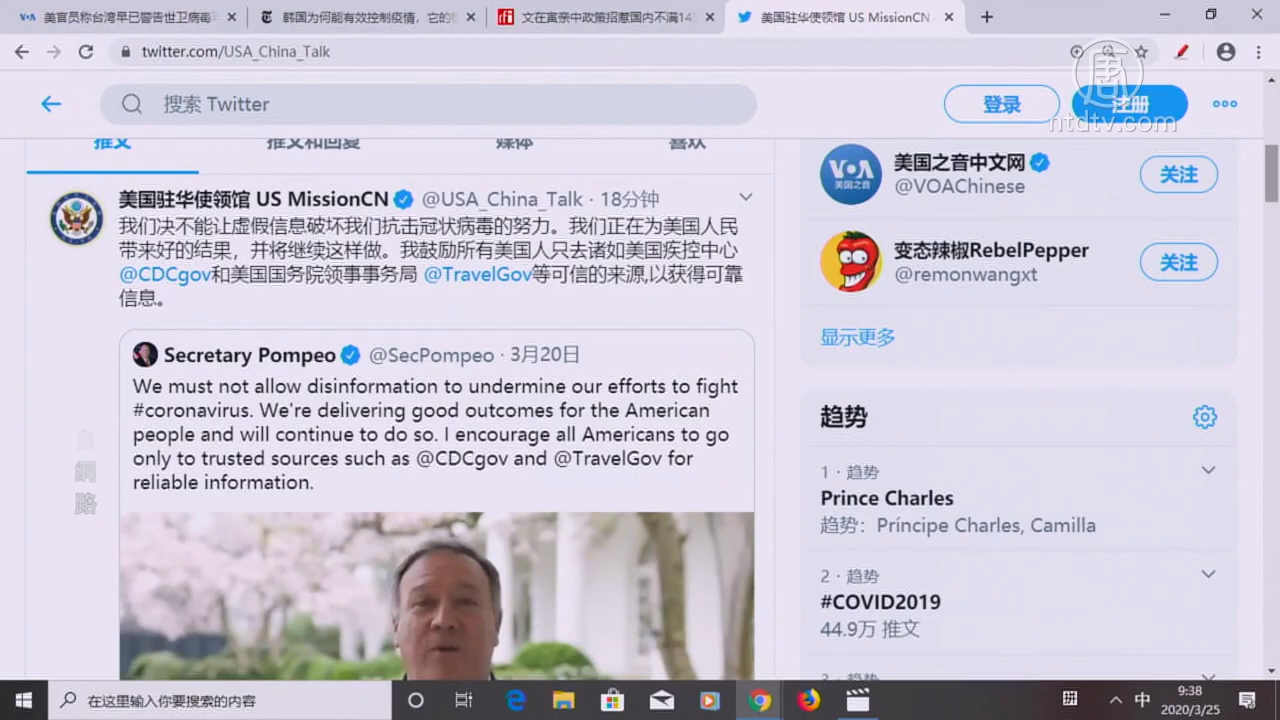 美官员称台湾早已警告世卫病毒
韩国为何能有效控制疫情，它的
文在寅亲中政策招惹国内不满14
美国驻华使领馆 US MissionCN
twitter.com/USA_China_Talk
搜索 Twitter
登录
注册
ntdtv.com
推文
推文和回复
媒体
喜欢
美国驻华使领馆 US MissionCN @USA_China_Talk · 18分钟
我们决不能让虚假信息破坏我们抗击冠状病毒的努力。我们正在为美国人民
带来好的结果，并将继续这样做。我鼓励所有美国人只去诸如美国疾控中心
@CDCgov和美国国务院领事事务局 @TravelGov等可信的来源,以获得可靠
信息。
Secretary Pompeo @SecPompeo · 3月20日
We must not allow disinformation to undermine our efforts to fight
#coronavirus. We're delivering good outcomes for the American
people and will continue to do so. I encourage all Americans to go
only to trusted sources such as @CDCgov and @TravelGov for
reliable information.
網
路
VOA
美国之音
美国之音中文网
@VOAChinese
关注
变态辣椒RebelPepper
@remonwangxt
关注
显示更多
趋势
1 · 趋势
Prince Charles
趋势：Príncipe Charles, Camilla
2 · 趋势
#COVID2019
44.9万 推文
在这里输入你要搜索的内容
中
9:38
2020/3/25